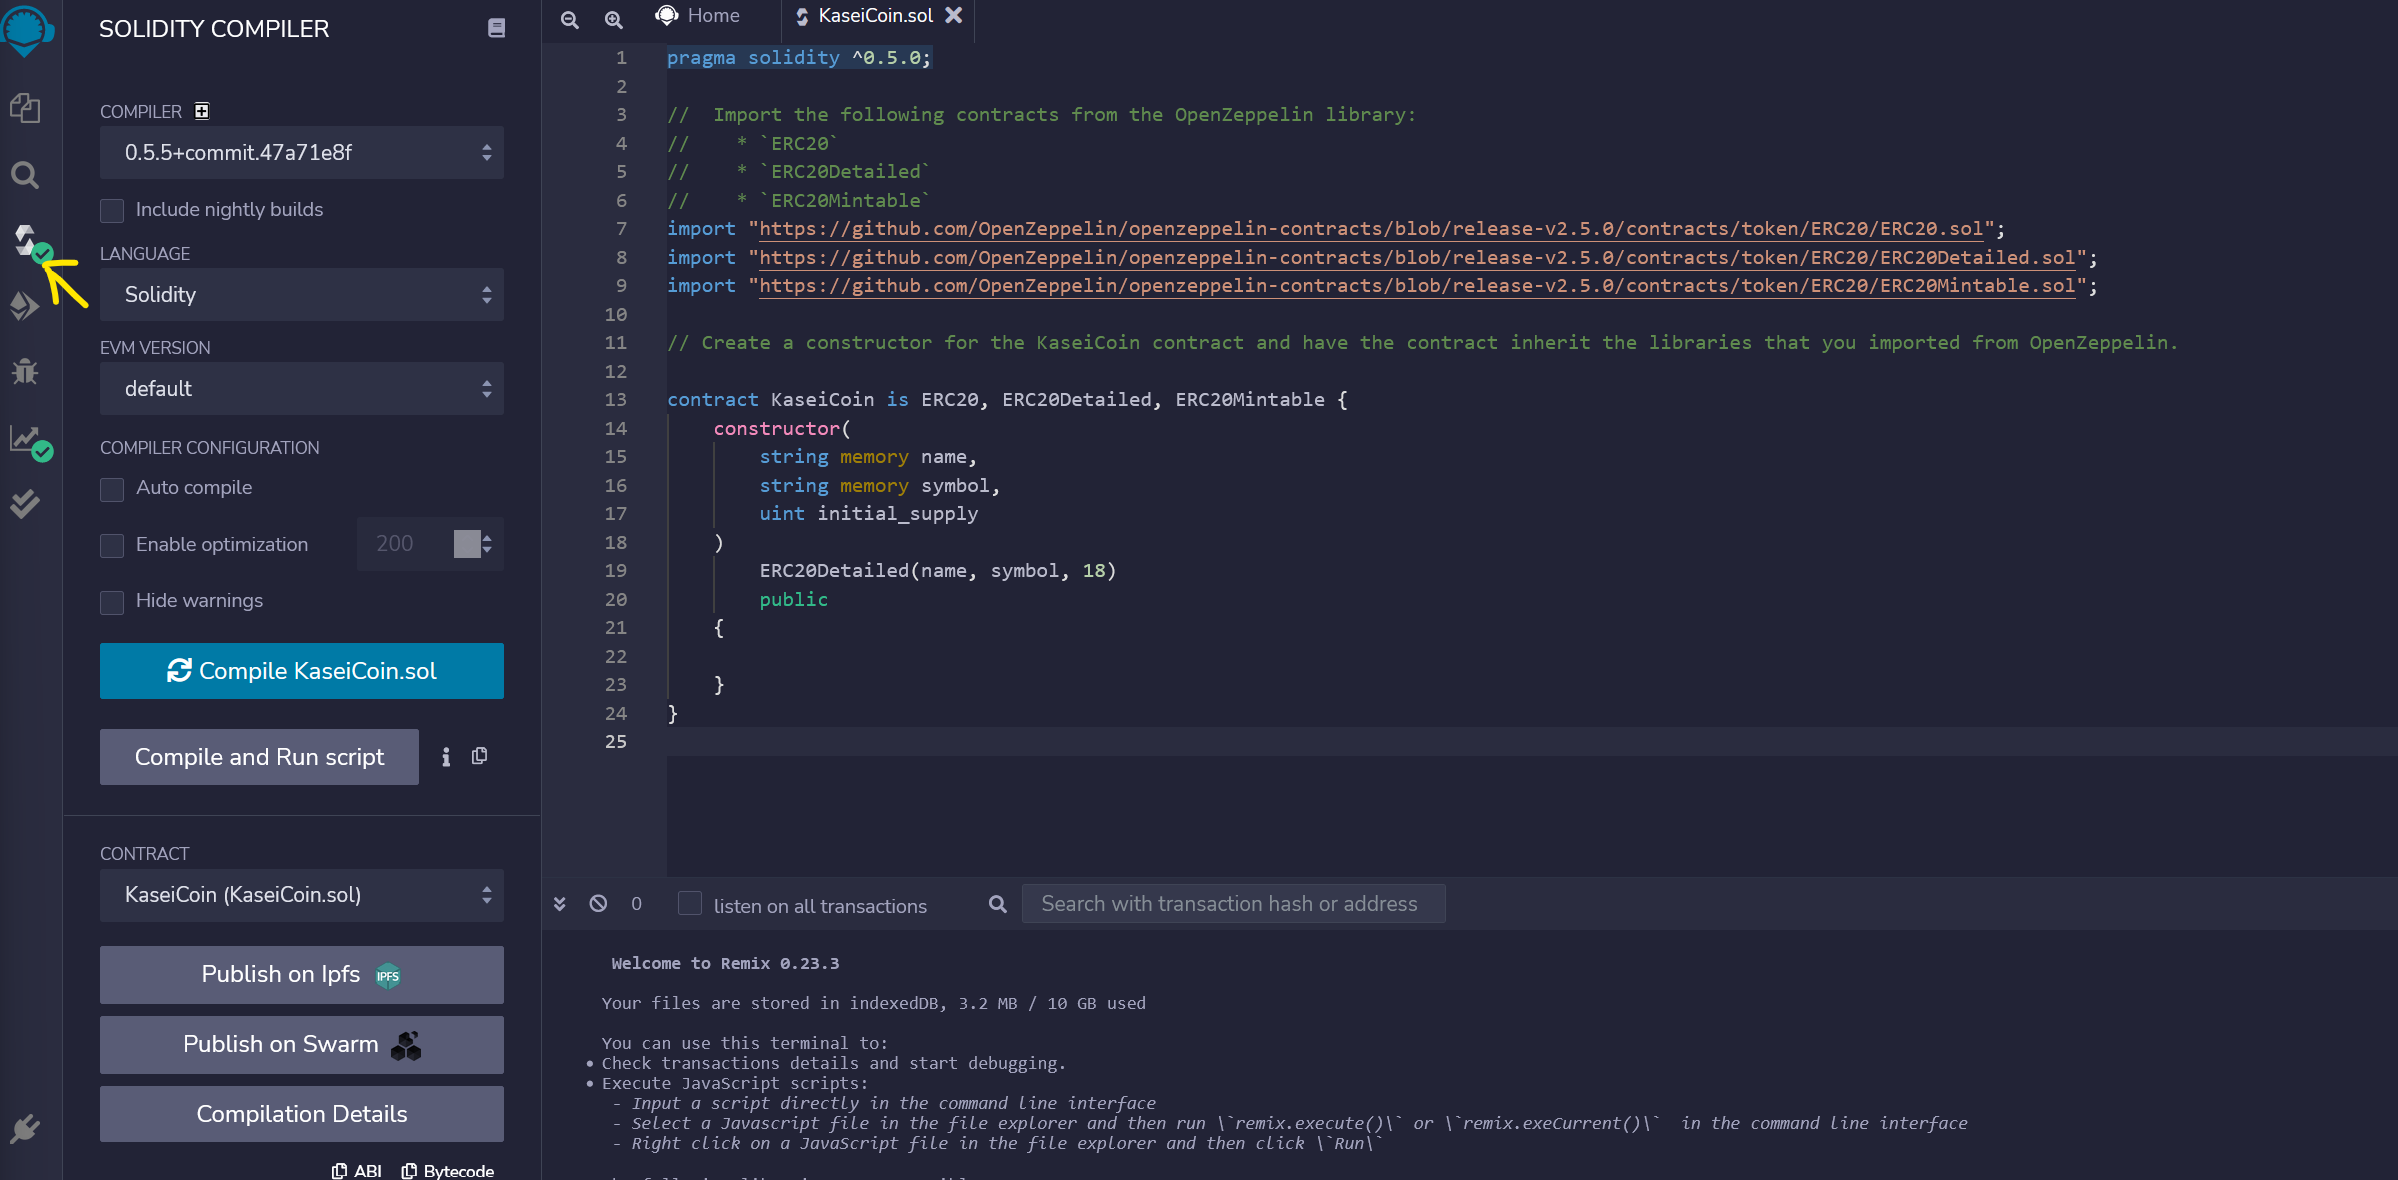 SOLIDITY COMPILER
COMPILER
0.5.5+commit.47a71e8f
Include nightly builds
LANGUAGE
Solidity
EVM VERSION
default
COMPILER CONFIGURATION
Auto compile
Enable optimization
200
Hide warnings
Compile KaseiCoin.sol
Compile and Run script
CONTRACT
KaseiCoin (KaseiCoin.sol)
Publish on Ipfs
IPFS
Publish on Swarm
Compilation Details
ABI Bytecode
Home KaseiCoin.sol
1 pragma solidity ^0.5.0;
2
3 //  Import the following contracts from the OpenZeppelin library:
4 //    * `ERC20`
5 //    * `ERC20Detailed`
6 //    * `ERC20Mintable`
7 import "https://github.com/OpenZeppelin/openzeppelin-contracts/blob/release-v2.5.0/contracts/token/ERC20/ERC20.sol";
8 import "https://github.com/OpenZeppelin/openzeppelin-contracts/blob/release-v2.5.0/contracts/token/ERC20/ERC20Detailed.sol";
9 import "https://github.com/OpenZeppelin/openzeppelin-contracts/blob/release-v2.5.0/contracts/token/ERC20/ERC20Mintable.sol";
10
11 // Create a constructor for the KaseiCoin contract and have the contract inherit the libraries that you imported from OpenZeppelin.
12
13 contract KaseiCoin is ERC20, ERC20Detailed, ERC20Mintable {
14     constructor(
15         string memory name,
16         string memory symbol,
17         uint initial_supply
18     )
19         ERC20Detailed(name, symbol, 18)
20         public
21     {
22
23     }
24 }
25
0 listen on all transactions Search with transaction hash or address
Welcome to Remix 0.23.3
Your files are stored in indexedDB, 3.2 MB / 10 GB used
You can use this terminal to:
• Check transactions details and start debugging.
• Execute JavaScript scripts:
- Input a script directly in the command line interface
- Select a Javascript file in the file explorer and then run \`remix.execute()\` or \`remix.exeCurrent()\`  in the command line interface
- Right click on a JavaScript file in the file explorer and then click \`Run\`